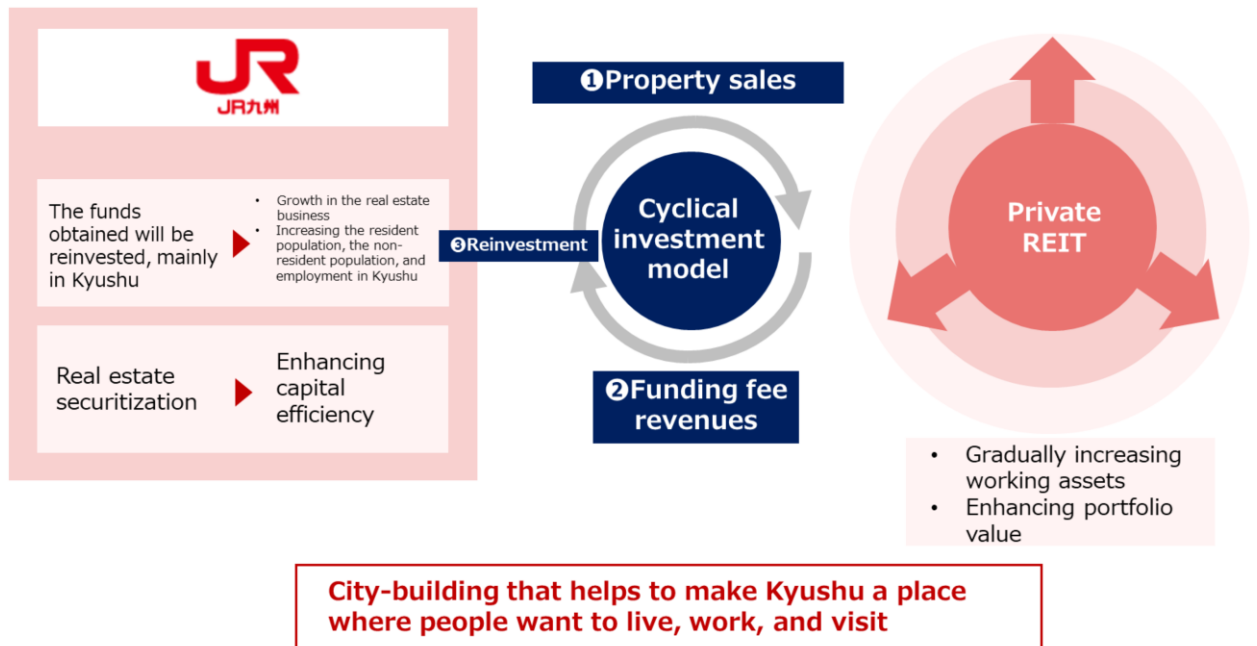 JR
JR九州
The funds
obtained will be
reinvested, mainly
in Kyushu
• Growth in the real estate
business
• Increasing the resident
population, the non-
resident population, and
employment in Kyushu
Real estate
securitization
Enhancing
capital
efficiency
❶Property sales
❸Reinvestment
Cyclical
investment
model
❷Funding fee
revenues
Private
REIT
• Gradually increasing
working assets
• Enhancing portfolio
value
City-building that helps to make Kyushu a place
where people want to live, work, and visit